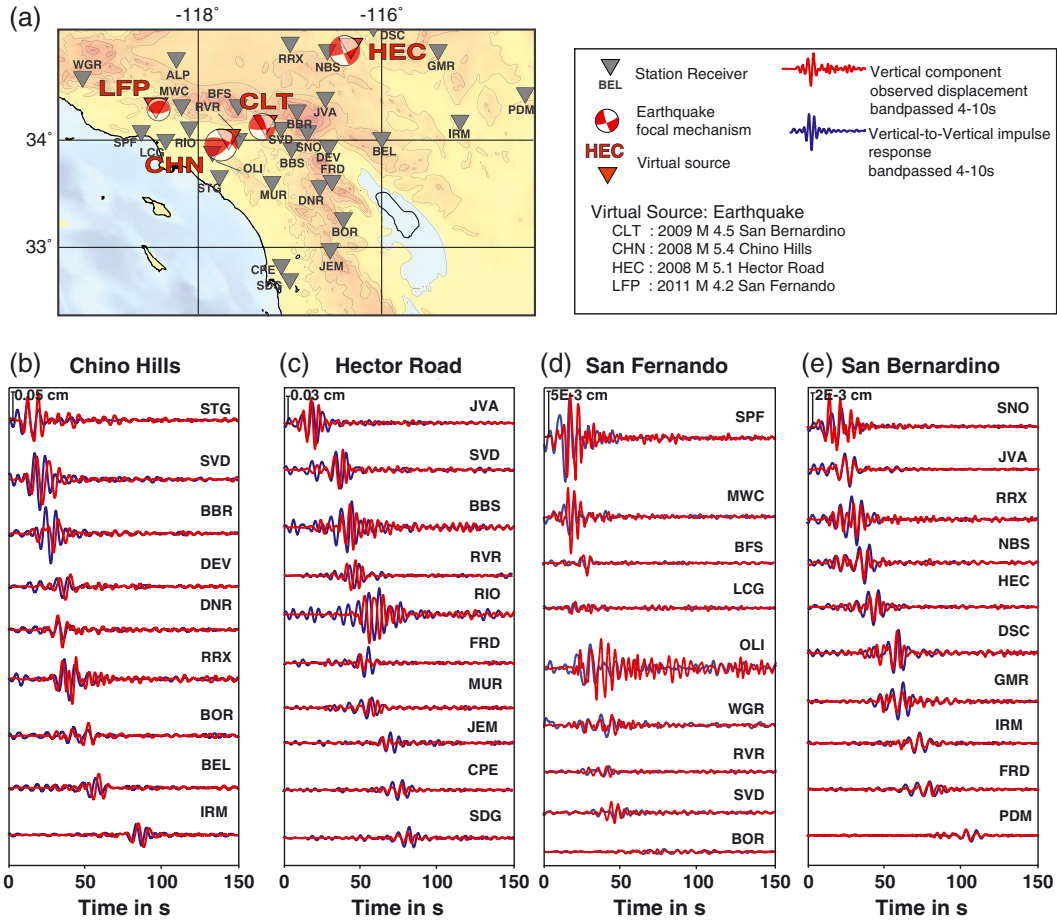 (a)
-118° -116°
34°
33°
WGR
ALP
MWC
LFP
BFS
RVR
CLT
RRX
NBS
HEC
DSC
GMR
PDM
JVA
BBR
SVD
SNO
IRM
SPF
LCG
RIO
CHN
STG
OLI
BBS
DEV
FRD
BEL
MUR
DNR
BOR
CPE
JEM
SDG
BEL
Station Receiver
Earthquake
focal mechanism
HEC
Virtual source
Vertical component
observed displacement
bandpassed 4-10s
Vertical-to-Vertical impulse
response
bandpassed 4-10s
Virtual Source: Earthquake
CLT : 2009 M 4.5 San Bernardino
CHN : 2008 M 5.4 Chino Hills
HEC : 2008 M 5.1 Hector Road
LFP : 2011 M 4.2 San Fernando
(b) Chino Hills
0.05 cm
STG
SVD
BBR
DEV
DNR
RRX
BOR
BEL
IRM
0 50 100 150
Time in s
(c) Hector Road
0.03 cm
JVA
SVD
BBS
RVR
RIO
FRD
MUR
JEM
CPE
SDG
0 50 100 150
Time in s
(d) San Fernando
5E-3 cm
SPF
MWC
BFS
LCG
OLI
WGR
RVR
SVD
BOR
0 50 100 150
Time in s
(e) San Bernardino
2E-3 cm
SNO
JVA
RRX
NBS
HEC
DSC
GMR
IRM
FRD
PDM
0 50 100 150
Time in s